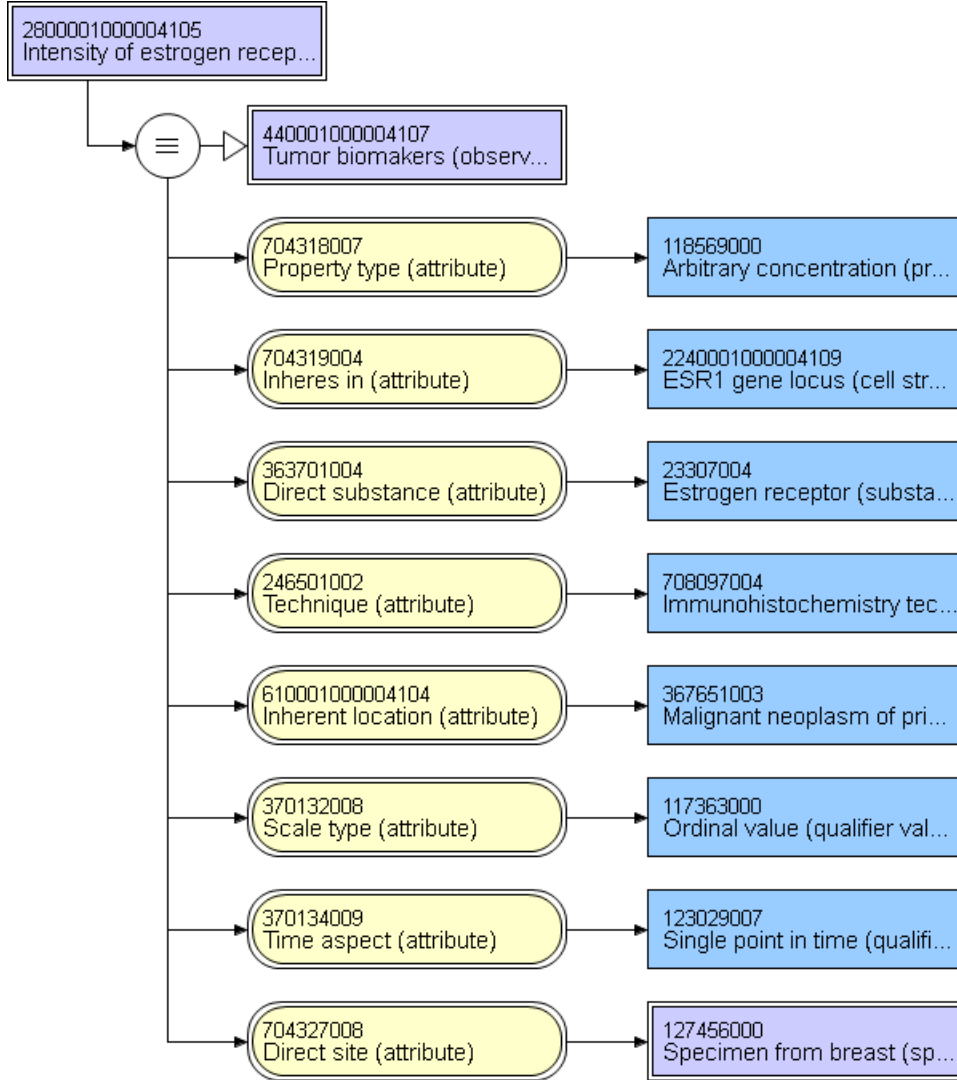 2800001000004105
Intensity of estrogen recep...
440001000004107
Tumor biomakers (observ...
704318007
Property type (attribute)
118569000
Arbitrary concentration (pr...
704319004
Inheres in (attribute)
2240001000004109
ESR1 gene locus (cell str...
363701004
Direct substance (attribute)
23307004
Estrogen receptor (substa...
246501002
Technique (attribute)
708097004
Immunohistochemistry tec...
610001000004104
Inherent location (attribute)
367651003
Malignant neoplasm of pri...
370132008
Scale type (attribute)
117363000
Ordinal value (qualifier val...
370134009
Time aspect (attribute)
123029007
Single point in time (qualifi...
704327008
Direct site (attribute)
127456000
Specimen from breast (sp...